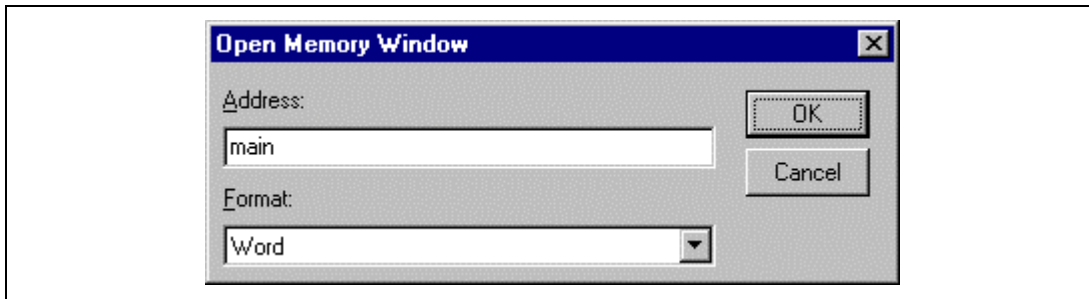 Open Memory Window
Address:
main
OK
Cancel
Format:
Word